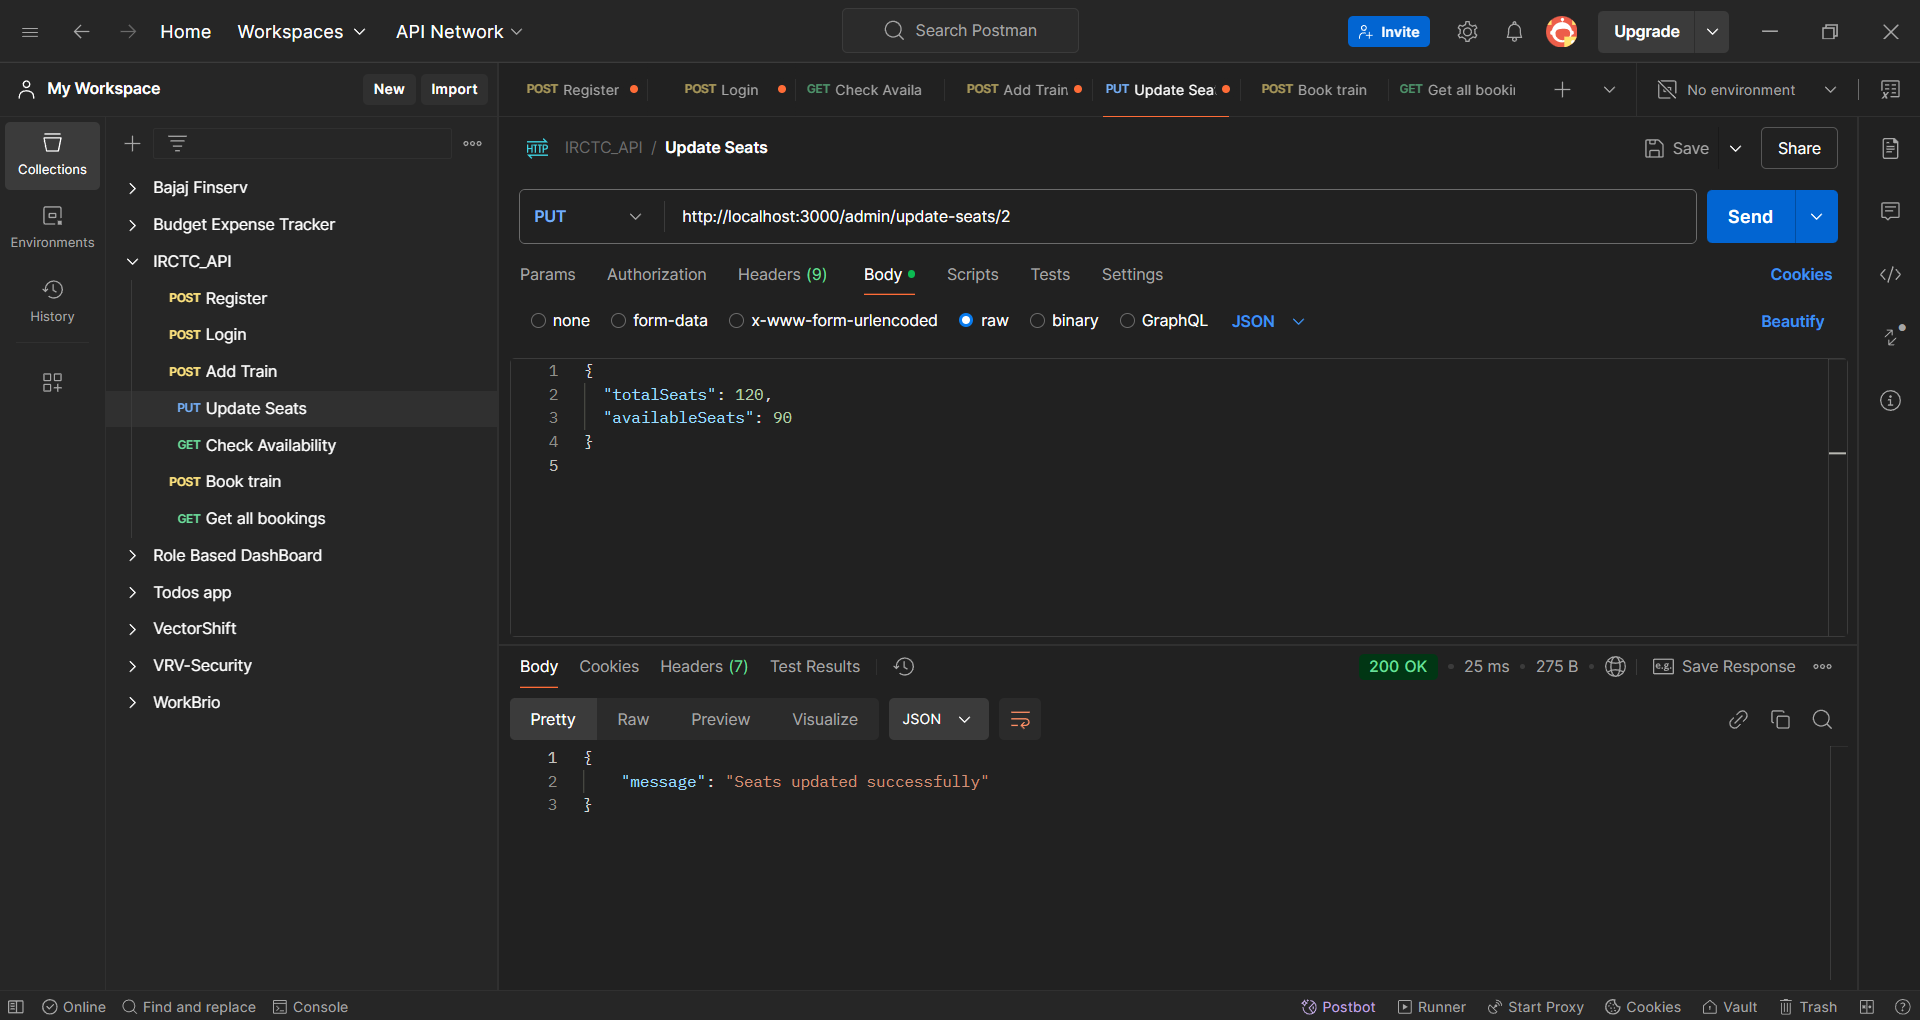 Home Workspaces API Network Search Postman Invite Upgrade
My Workspace New Import
POST Register POST Login GET Check Availa POST Add Train PUT Update Sea POST Book train GET Get all booki No environment
Collections
Environments
History
Bajaj Finserv
Budget Expense Tracker
IRCTC_API
POST Register
POST Login
POST Add Train
PUT Update Seats
GET Check Availability
POST Book train
GET Get all bookings
Role Based DashBoard
Todos app
VectorShift
VRV-Security
WorkBrio
HTTP IRCTC_API / Update Seats Save Share
PUT http://localhost:3000/admin/update-seats/2 Send
Params Authorization Headers (9) Body Scripts Tests Settings Cookies
none form-data x-www-form-urlencoded raw binary GraphQL JSON Beautify
1 {
2 "totalSeats": 120,
3 "availableSeats": 90
4 }
5
Body Cookies Headers (7) Test Results 200 OK 25 ms 275 B e.g. Save Response
Pretty Raw Preview Visualize JSON
1 {
2 "message": "Seats updated successfully"
3 }
Online Find and replace Console Postbot Runner Start Proxy Cookies Vault Trash